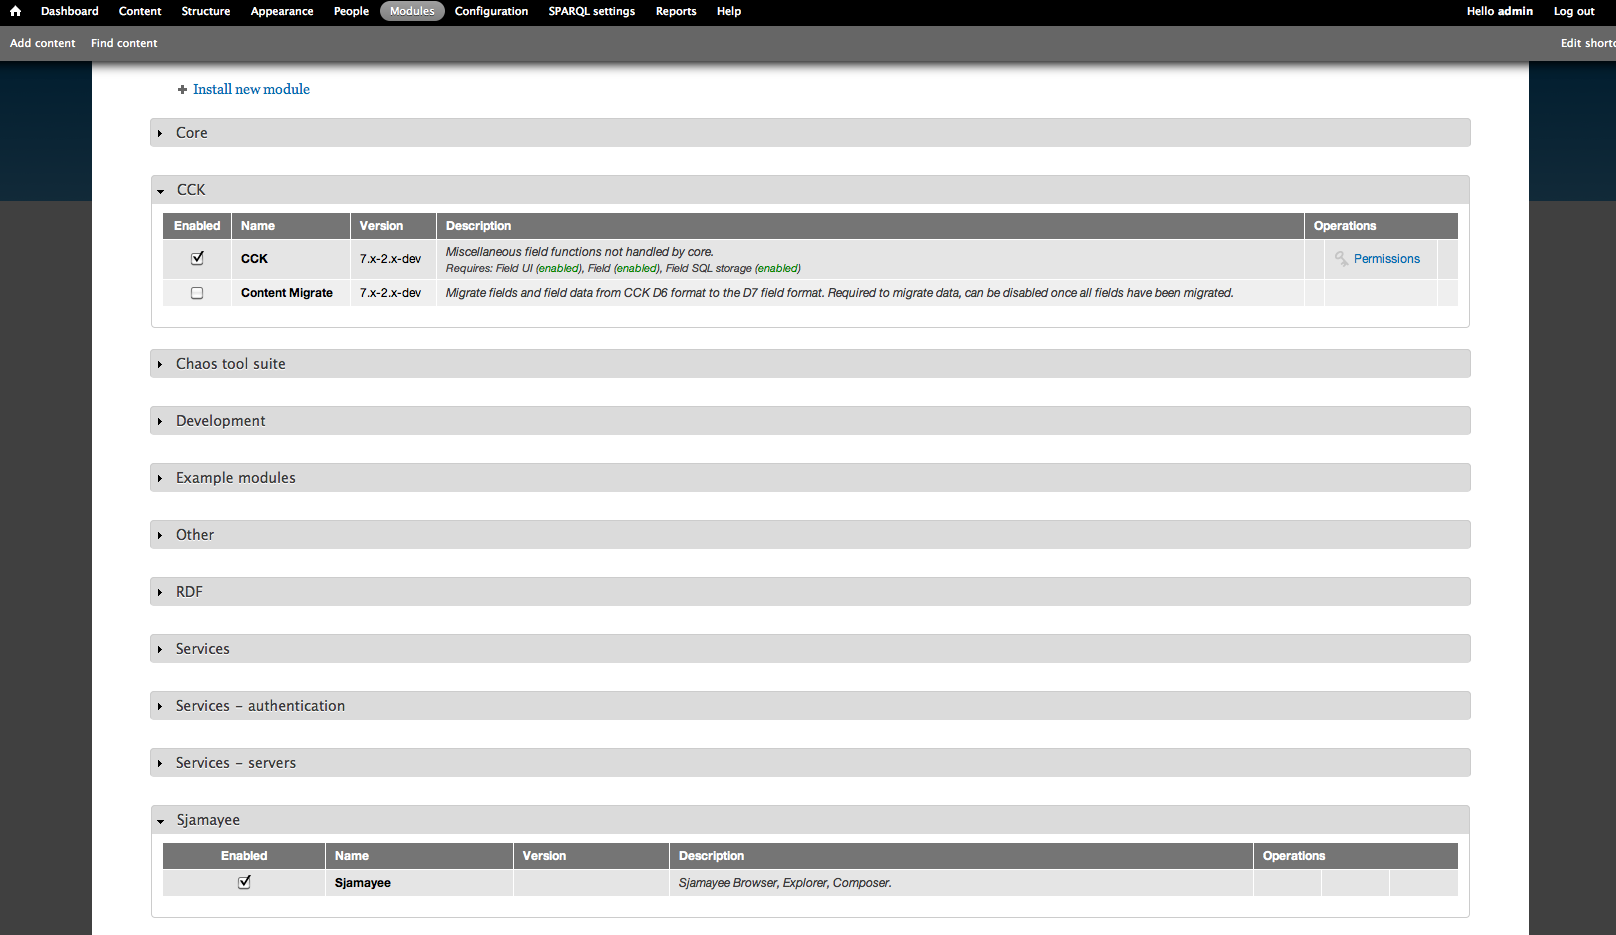 Dashboard Content Structure Appearance People Modules Configuration SPARQL settings Reports Help Hello admin Log out
Add content Find content Edit shortc
Install new module
Core
CCK
Enabled Name Version Description Operations
CCK 7.x-2.x-dev Miscellaneous field functions not handled by core.
Requires: Field UI (enabled), Field (enabled), Field SQL storage (enabled)
Permissions
Content Migrate 7.x-2.x-dev Migrate fields and field data from CCK D6 format to the D7 field format. Required to migrate data, can be disabled once all fields have been migrated.
Chaos tool suite
Development
Example modules
Other
RDF
Services
Services – authentication
Services – servers
Sjamayee
Enabled Name Version Description Operations
Sjamayee Sjamayee Browser, Explorer, Composer.